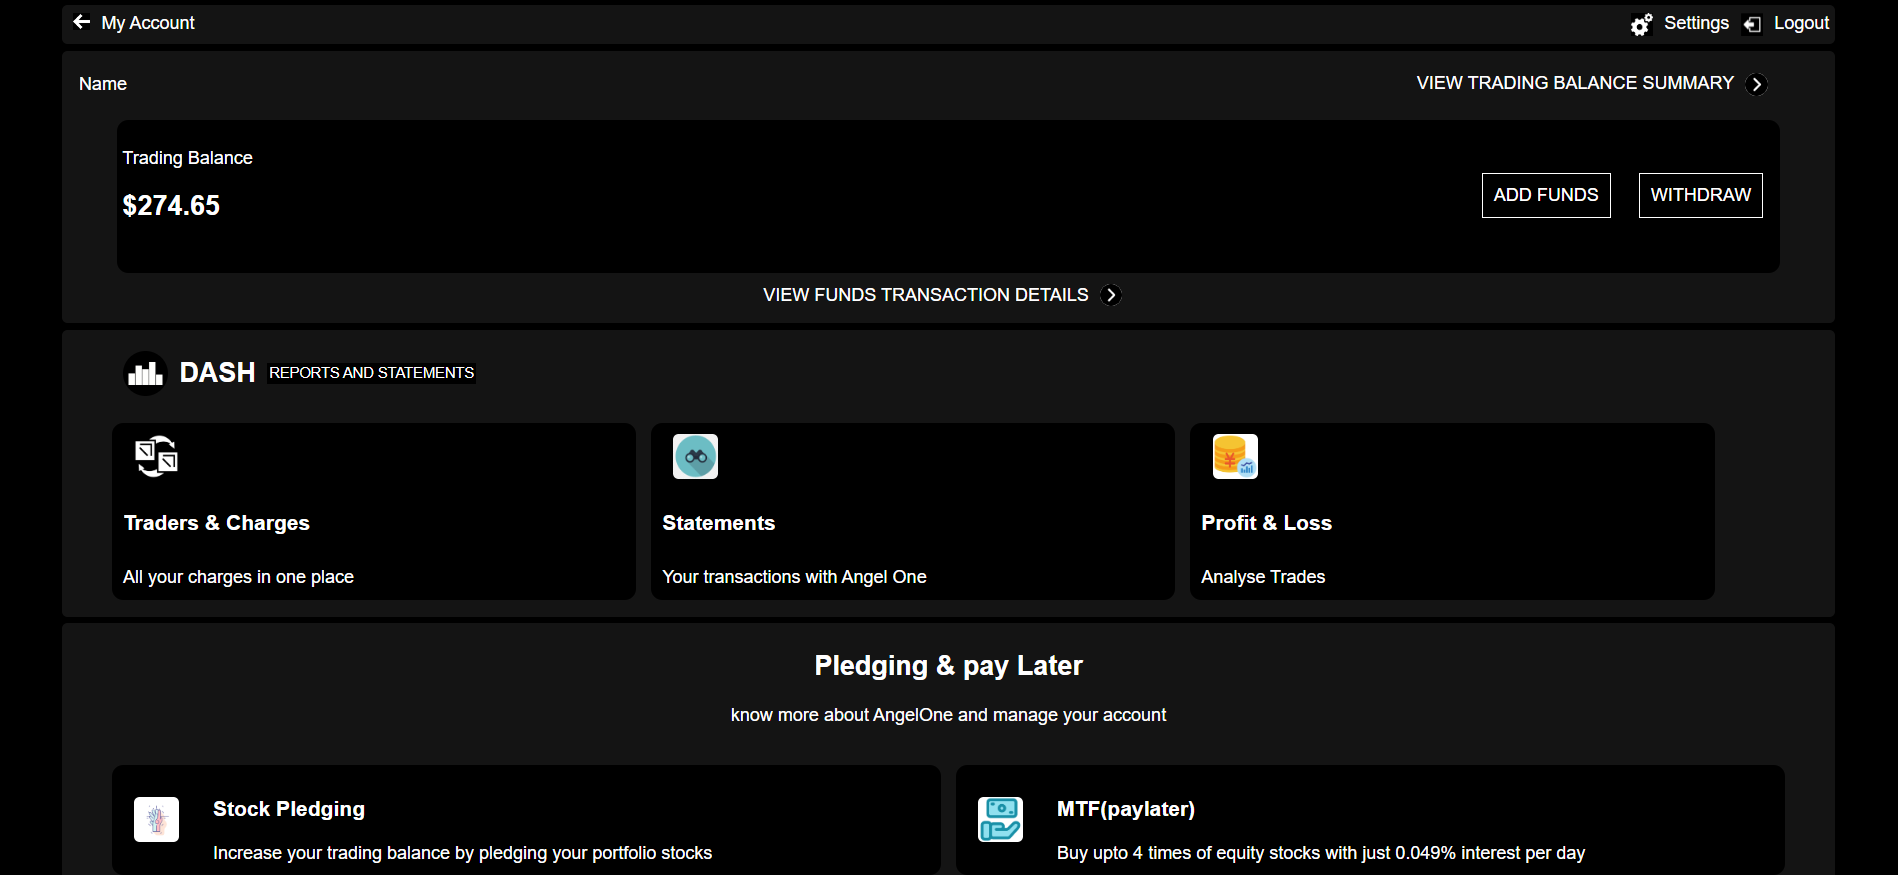 My Account
Settings
Logout
Name
VIEW TRADING BALANCE SUMMARY
Trading Balance
$274.65
ADD FUNDS
WITHDRAW
VIEW FUNDS TRANSACTION DETAILS
DASH REPORTS AND STATEMENTS
Traders & Charges
All your charges in one place
Statements
Your transactions with Angel One
Profit & Loss
Analyse Trades
Pledging & pay Later
know more about AngelOne and manage your account
Stock Pledging
Increase your trading balance by pledging your portfolio stocks
MTF(paylater)
Buy upto 4 times of equity stocks with just 0.049% interest per day